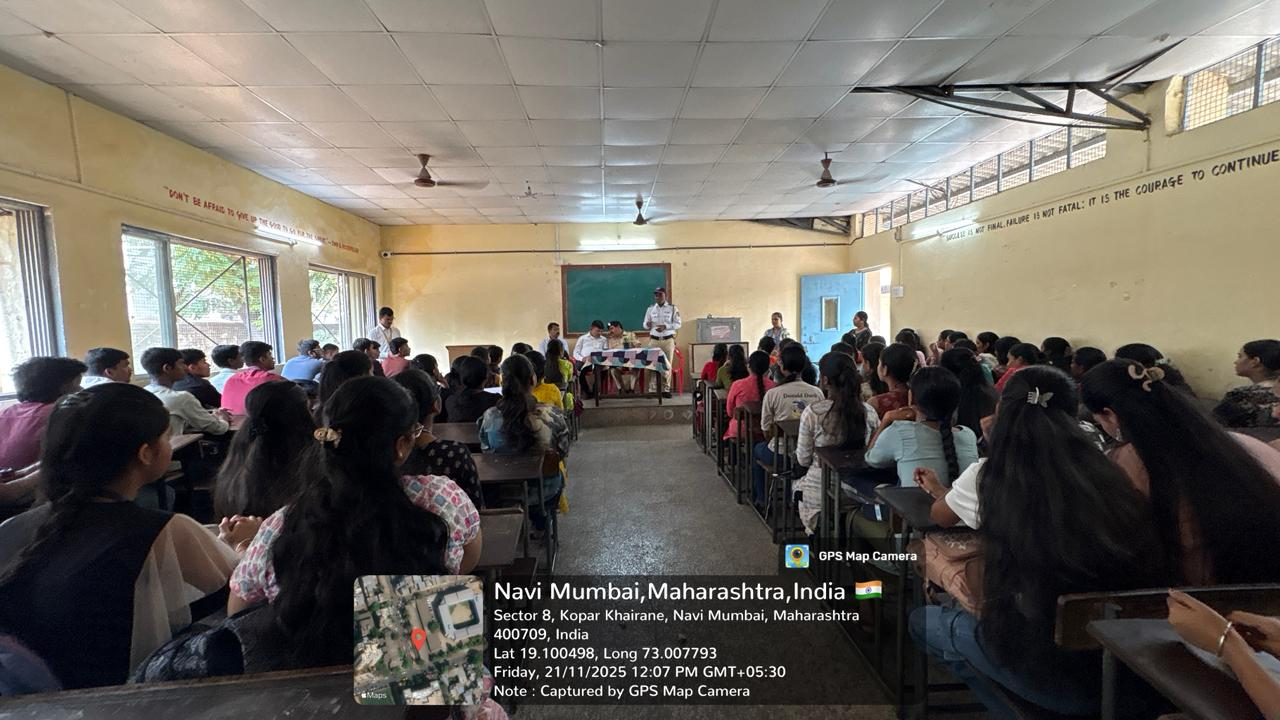 "DON'T BE AFRAID TO GIVE UP THE GOOD TO GO FOR THE
SUCCESS IS NOT FINAL, FAILURE IS NOT FATAL: IT IS THE COURAGE TO CONTINUE
Donald Duck
GPS Map Camera
Navi Mumbai,Maharashtra,India
Sector 8, Kopar Khairane, Navi Mumbai, Maharashtra
400709, India
Lat 19.100498, Long 73.007793
Friday, 21/11/2025 12:07 PM GMT+05:30
Note : Captured by GPS Map Camera
Maps